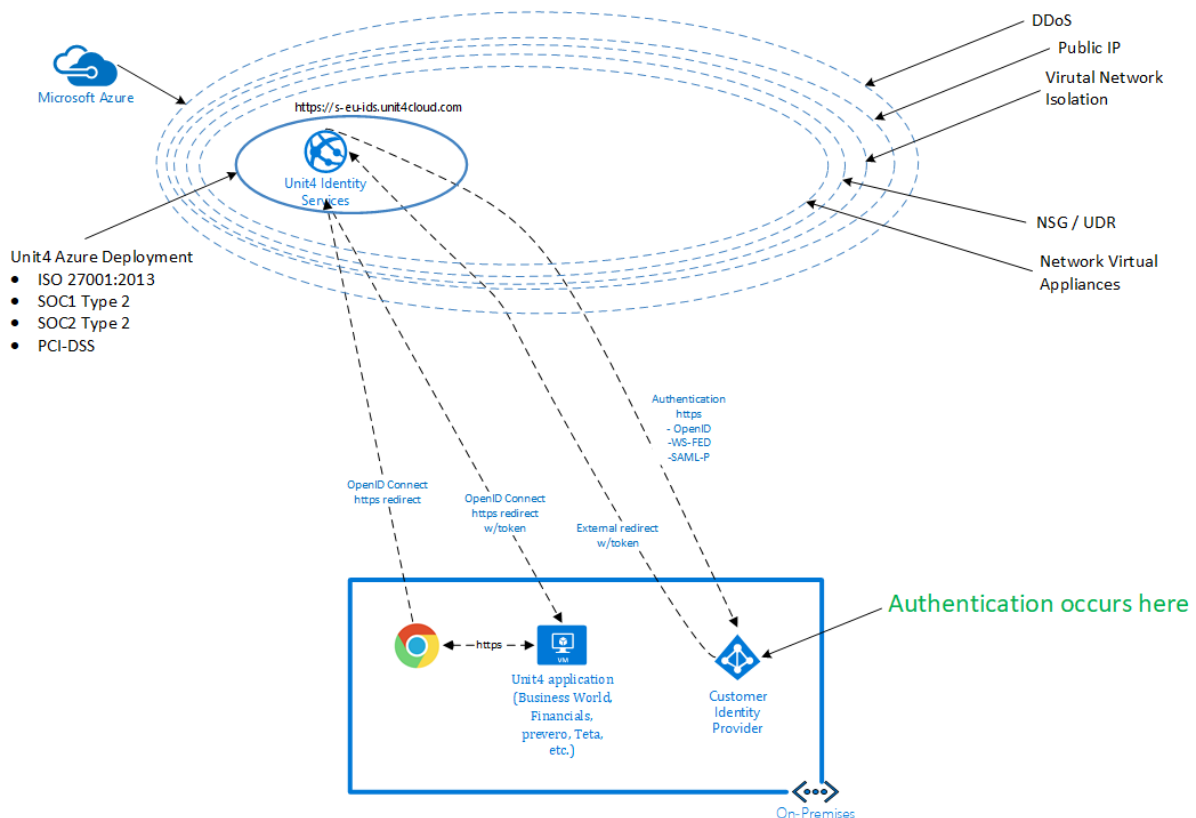 DDoS
Public IP
Virutal Network
Isolation
Microsoft Azure
https://s-eu-ids.unit4cloud.com
Unit4 Identity
Services
NSG / UDR
Network Virtual
Appliances
Unit4 Azure Deployment
• ISO 27001:2013
• SOC1 Type 2
• SOC2 Type 2
• PCI-DSS
Authentication
https
- OpenID
-WS-FED
-SAML-P
OpenID Connect
https redirect
OpenID Connect
https redirect
w/token
External redirect
w/token
Authentication occurs here
https
VM
Unit4 application
(Business World,
Financials,
prevero, Teta,
etc.)
Customer
Identity
Provider
On-Premises